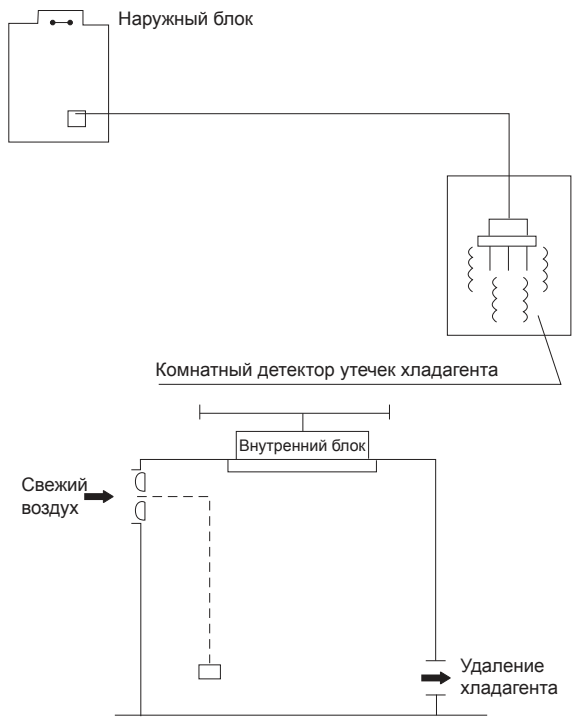 Наружный блок
Комнатный детектор утечек хладагента
Внутренний блок
Свежий
воздух
Удаление
хладагента